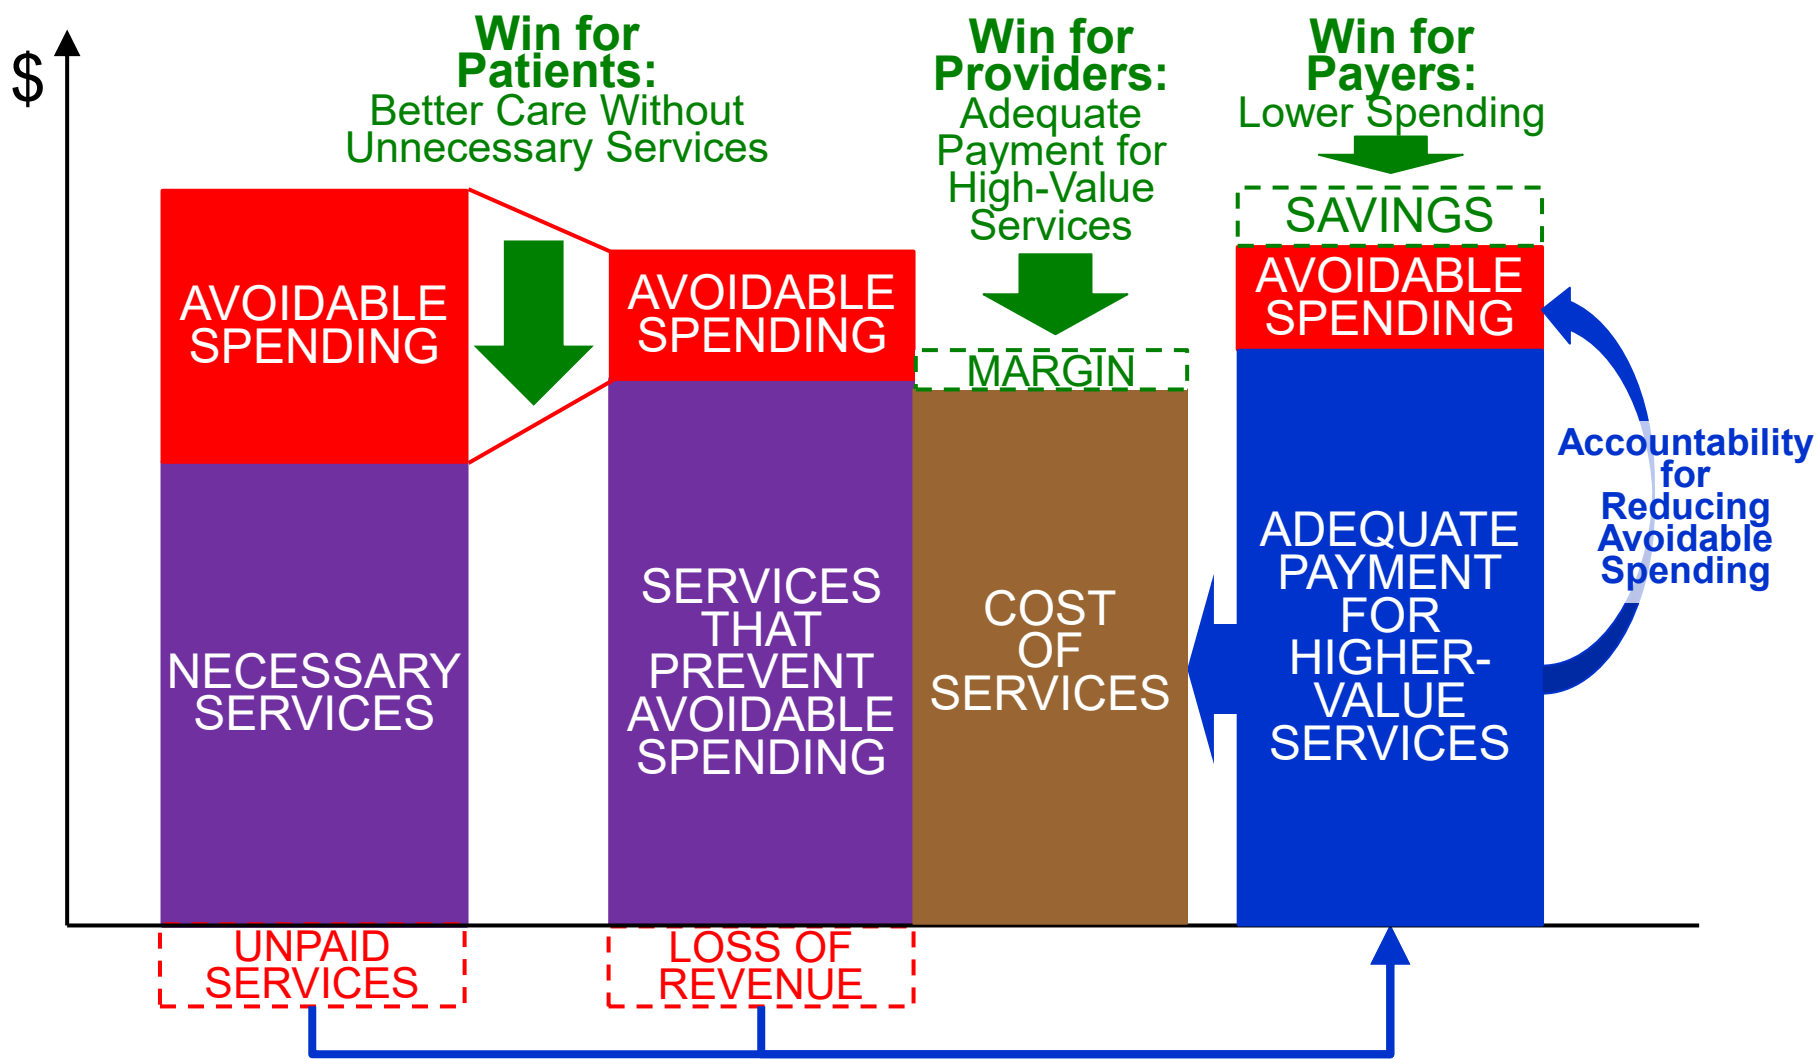 $
Win for
Patients:
Better Care Without
Unnecessary Services
Win for
Providers:
Adequate
Payment for
High-Value
Services
Win for
Payers:
Lower Spending
AVOIDABLE
SPENDING
NECESSARY
SERVICES
UNPAID
SERVICES
AVOIDABLE
SPENDING
SERVICES
THAT
PREVENT
AVOIDABLE
SPENDING
LOSS OF
REVENUE
MARGIN
COST
OF
SERVICES
SAVINGS
AVOIDABLE
SPENDING
ADEQUATE
PAYMENT
FOR
HIGHER-
VALUE
SERVICES
Accountability
for
Reducing
Avoidable
Spending